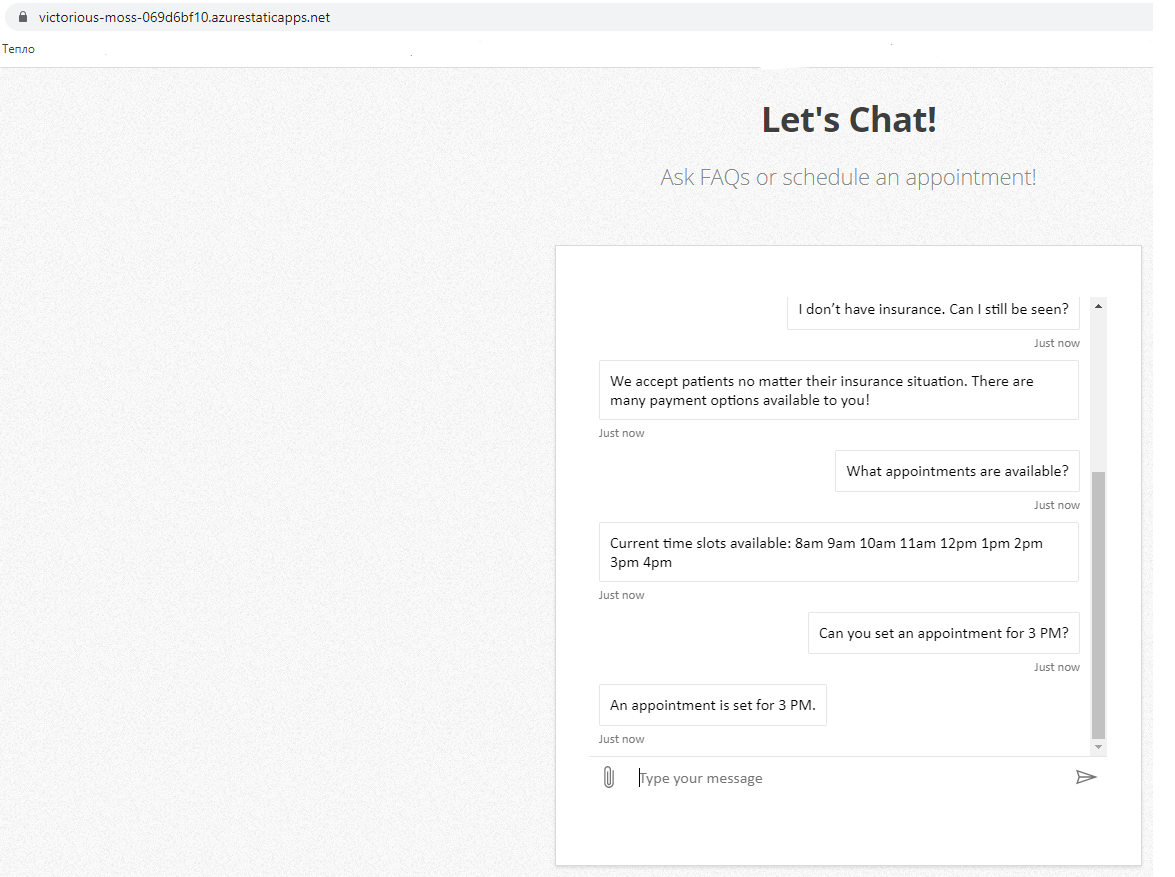 victorious-moss-069d6bf10.azurestaticapps.net
Тепло
Let's Chat!
Ask FAQs or schedule an appointment!
I don’t have insurance. Can I still be seen?
Just now
We accept patients no matter their insurance situation. There are
many payment options available to you!
Just now
What appointments are available?
Just now
Current time slots available: 8am 9am 10am 11am 12pm 1pm 2pm
3pm 4pm
Just now
Can you set an appointment for 3 PM?
Just now
An appointment is set for 3 PM.
Just now
Type your message